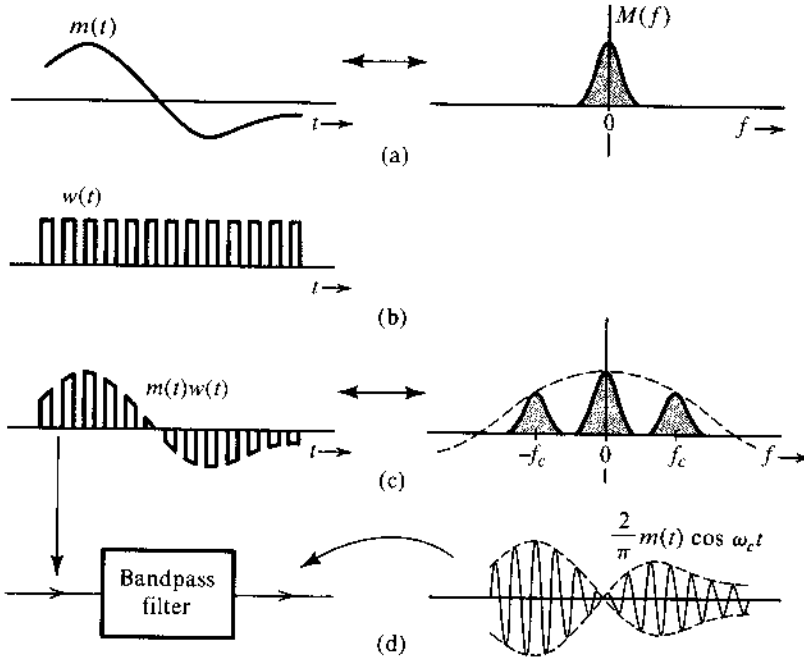 m(t)
M(f)
t
0
f
(a)
w(t)
t
(b)
m(t)w(t)
t
−f_c
0
f_c
f
(c)
2/π m(t) cos ω_c t
Bandpass
filter
(d)